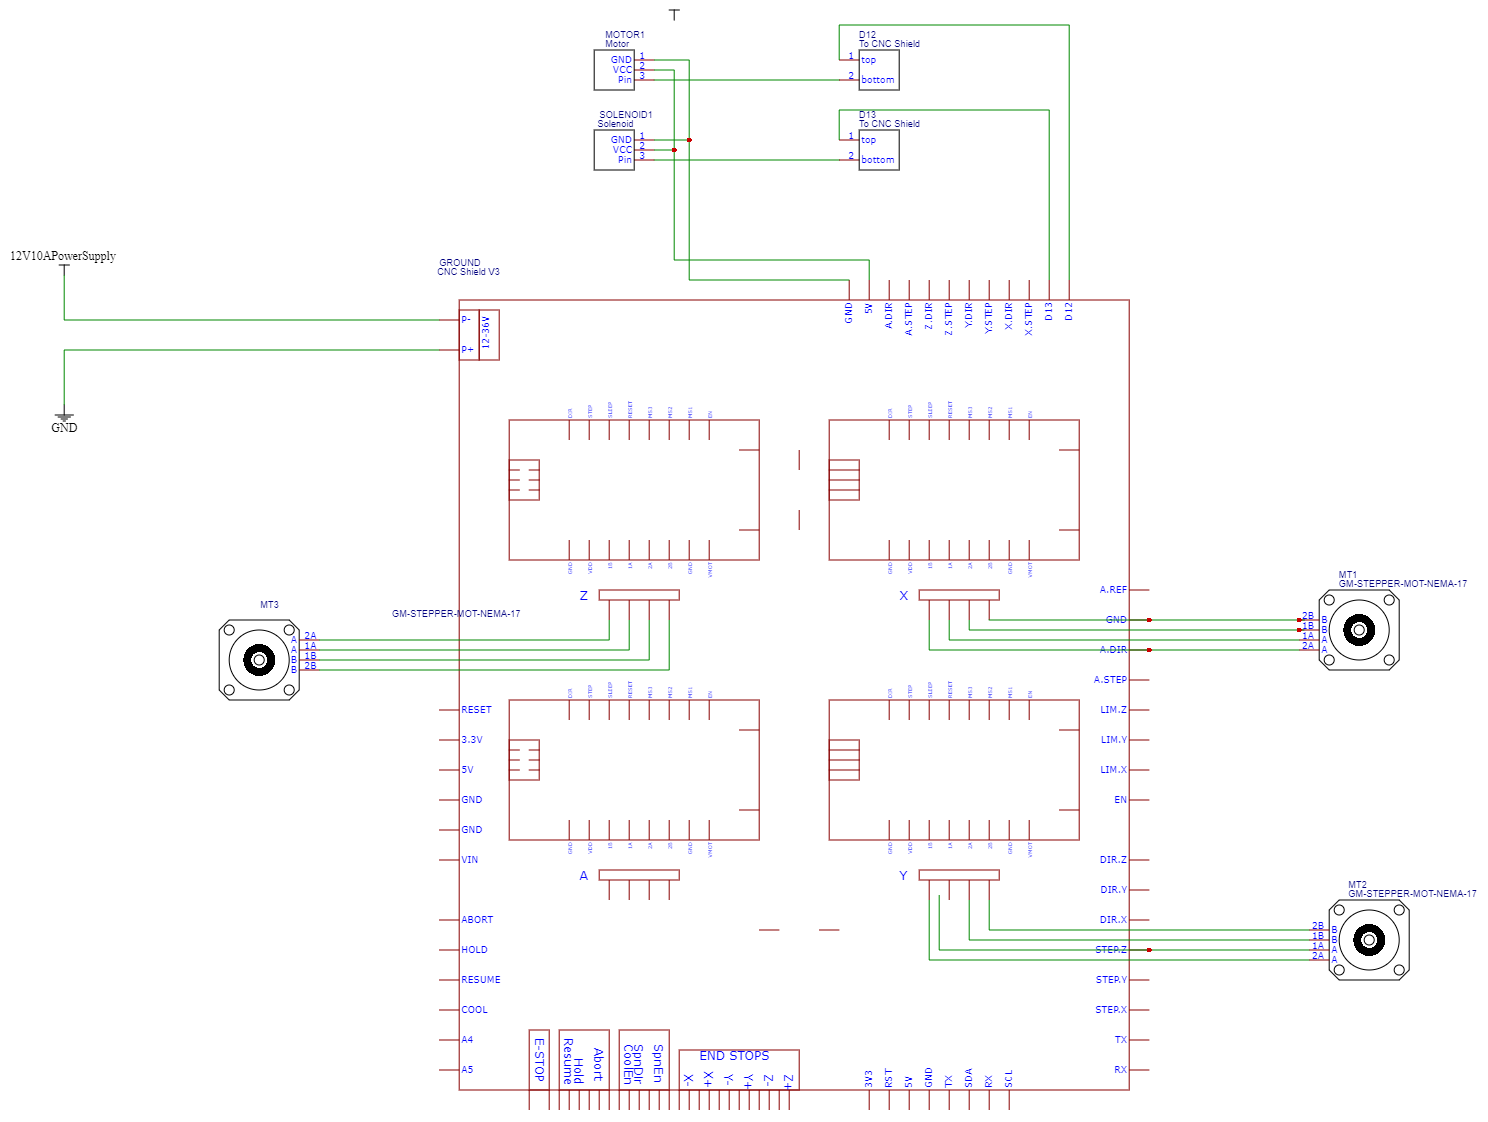 MOTOR1
Motor
GND 1
VCC 2
Pin 3
D12
To CNC Shield
1 top
2 bottom
SOLENOID1
Solenoid
GND 1
VCC 2
Pin 3
D13
To CNC Shield
1 top
2 bottom
12V10APowerSupply
GND
GROUND
CNC Shield V3
P-
P+
12-36V
GND
5V
A.DIR
A.STEP
Z.DIR
Z.STEP
Y.DIR
Y.STEP
X.DIR
X.STEP
D13
D12
DIR STEP SLEEP RESET MS3 MS2 MS1 EN
GND VDD 1B 1A 2A 2B GND VMOT
Z
DIR STEP SLEEP RESET MS3 MS2 MS1 EN
GND VDD 1B 1A 2A 2B GND VMOT
X
MT3
GM-STEPPER-MOT-NEMA-17
A 2A
A 1A
B 1B
B 2B
MT1
GM-STEPPER-MOT-NEMA-17
2B B
1B B
1A A
2A A
DIR STEP SLEEP RESET MS3 MS2 MS1 EN
GND VDD 1B 1A 2A 2B GND VMOT
A
DIR STEP SLEEP RESET MS3 MS2 MS1 EN
GND VDD 1B 1A 2A 2B GND VMOT
Y
MT2
GM-STEPPER-MOT-NEMA-17
2B B
1B B
1A A
2A A
RESET
3.3V
5V
GND
GND
VIN
ABORT
HOLD
RESUME
COOL
A4
A5
A.REF
GND
A.DIR
A.STEP
LIM.Z
LIM.Y
LIM.X
EN
DIR.Z
DIR.Y
DIR.X
STEP.Z
STEP.Y
STEP.X
TX
RX
E-STOP
Resume
Hold
Abort
CoolEn
SpnDir
SpnEn
END STOPS
X-
X+
Y-
Y+
Z-
Z+
3V3
RST
5V
GND
TX
SDA
RX
SCL